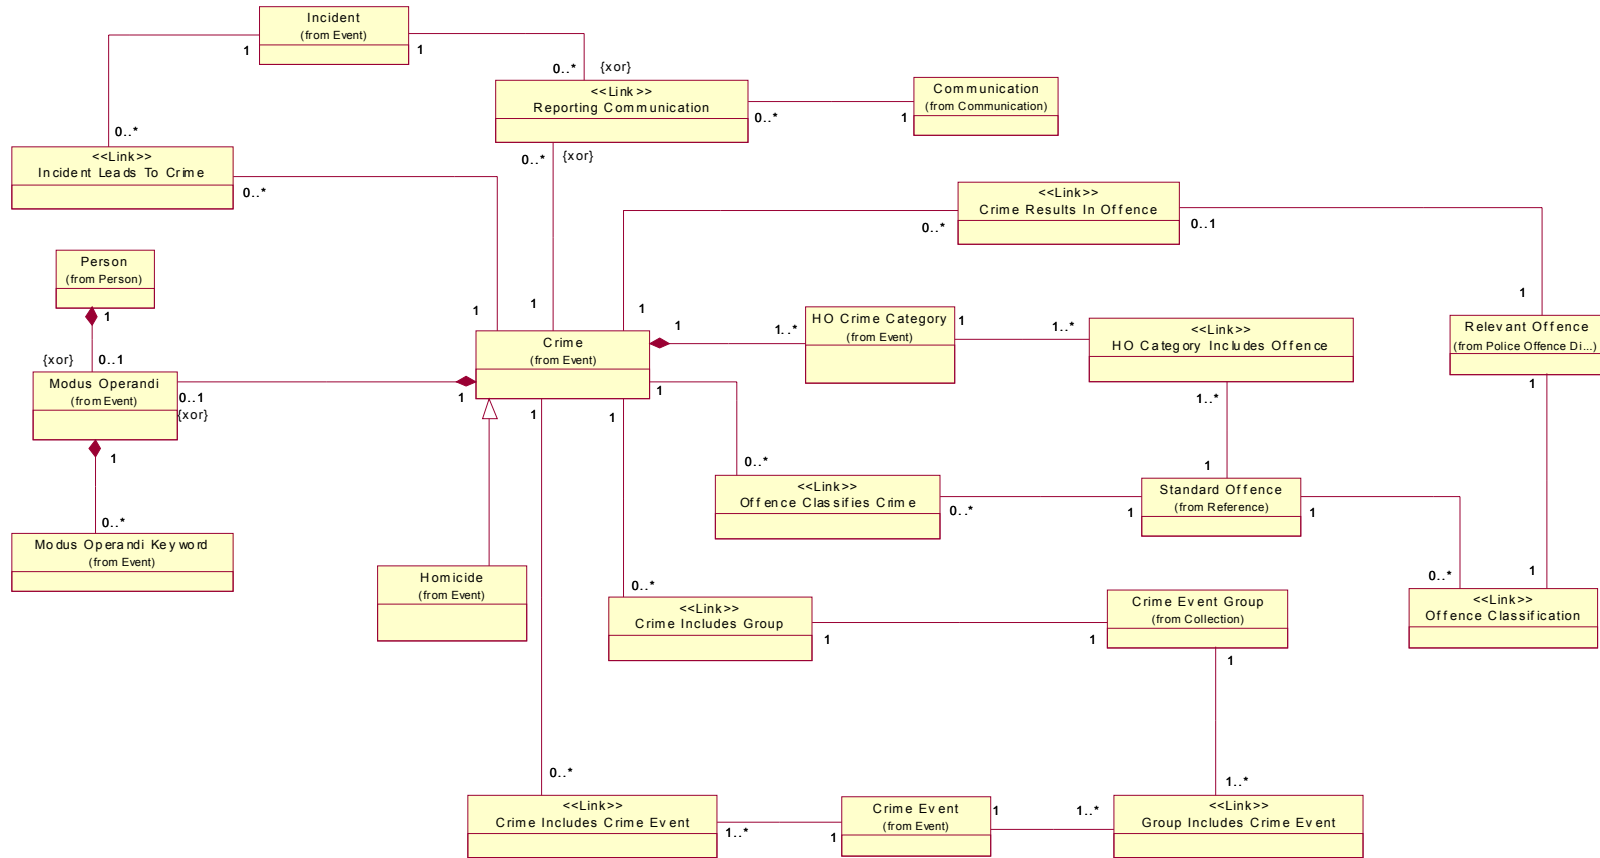 Incident
(from Event)
1
1
0..*
{xor}
<<Link>>
Reporting Communication
0..*
1
Communication
(from Communication)
0..*
<<Link>>
Incident Leads To Crime
0..*
0..*
{xor}
<<Link>>
Crime Results In Offence
0..*
0..1
Person
(from Person)
1
{xor}
0..1
Modus Operandi
(from Event)
0..1
{xor}
1
1
1
1
Crime
(from Event)
1
1..*
HO Crime Category
(from Event)
1
1..*
<<Link>>
HO Category Includes Offence
1
Relevant Offence
(from Police Offence Di...)
1
1
1
1
1
1..*
1
0..*
Modus Operandi Keyword
(from Event)
0..*
<<Link>>
Offence Classifies Crime
0..*
1
1
Standard Offence
(from Reference)
1
Homicide
(from Event)
0..*
<<Link>>
Crime Includes Group
1
1
Crime Event Group
(from Collection)
1
0..*
1
<<Link>>
Offence Classification
0..*
<<Link>>
Crime Includes Crime Event
1..*
1
Crime Event
(from Event)
1
1..*
1..*
<<Link>>
Group Includes Crime Event